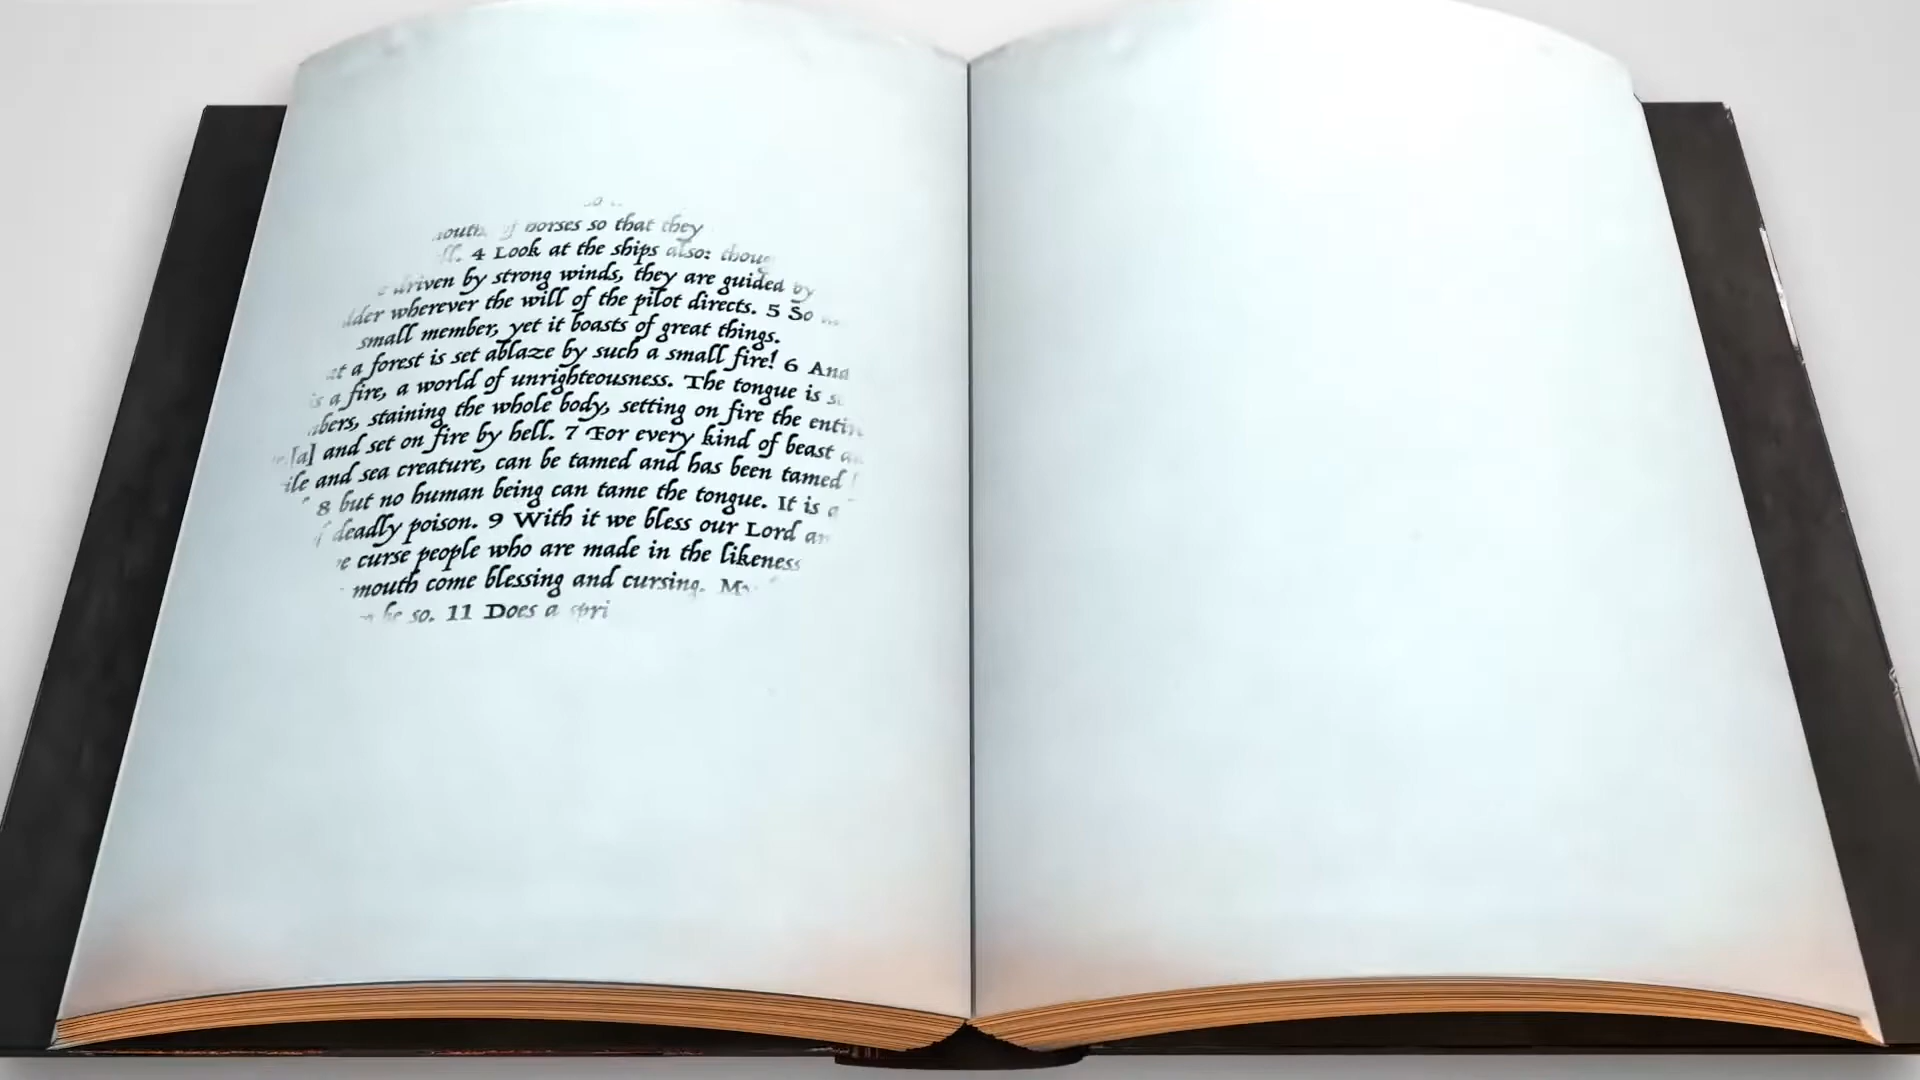 so that they
4 Look at the ships also:
driven by strong winds, they are guided by
wherever the will of the pilot directs. 5 So
small member, yet it boasts of great things.
a forest is set ablaze by such a small fire! 6 And
a fire, a world of unrighteousness. The tongue is
staining the whole body, setting on fire the
[a] and set on fire by hell. 7 For every kind of beast
and sea creature, can be tamed and has been tamed
8 but no human being can tame the tongue. It is a
deadly poison. 9 With it we bless our Lord
curse people who are made in the likeness
mouth come blessing and cursing.
so. 11 Does a